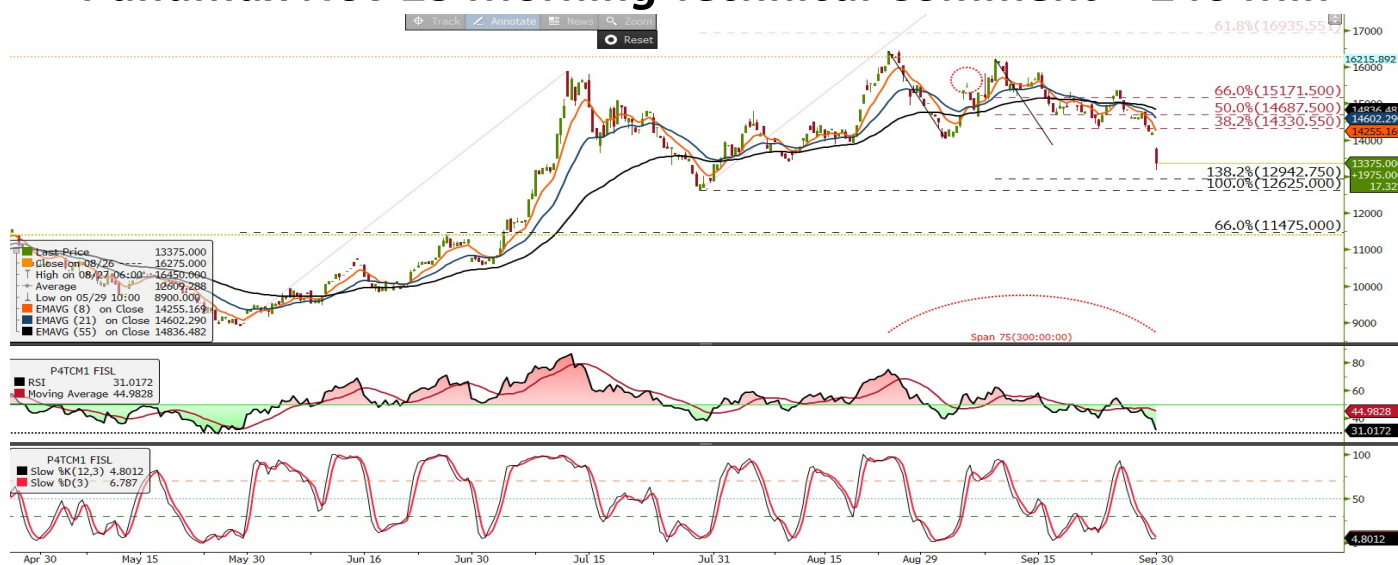 Track Annotate News Zoom
Reset
61.8%(16935.551)
66.0%(15171.500)
50.0%(14687.500)
38.2%(14330.550)
138.2%(12942.750)
100.0%(12625.000)
66.0%(11475.000)
17000
16215.892
16000
14836.48
14602.290
14255.16
14000
13375.000
+1975.00
17.32
12000
11000
10000
9000
Last Price 13375.000
Close on 08/26 ---- 16275.000
High on 08/27 06:00 16450.000
Average 12609.288
Low on 05/29 10:00 8900.000
EMAVG (8) on Close 14255.169
EMAVG (21) on Close 14602.290
EMAVG (55) on Close 14836.482
Span 75(300:00:00)
P4TCM1 FISL
RSI 31.0172
Moving Average 44.9828
80
60
44.9828
40
31.0172
P4TCM1 FISL
Slow %K(12,3) 4.8012
Slow %D(3) 6.787
100
50
4.8012
Apr 30 May 15 May 30 Jun 16 Jun 30 Jul 15 Jul 31 Aug 15 Aug 29 Sep 15 Sep 30